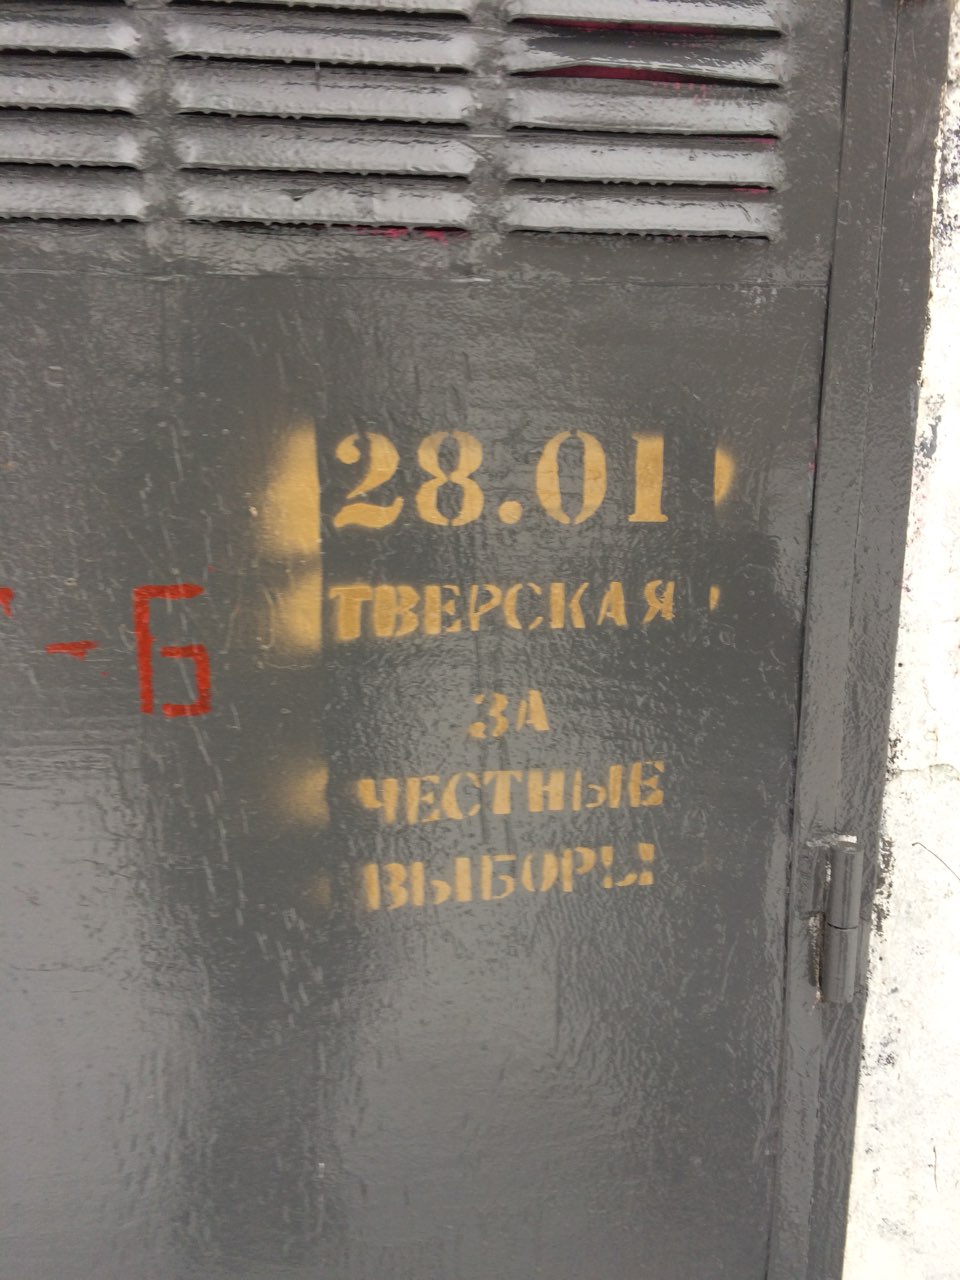 28.01
ТВЕРСКАЯ
ЗА
ЧЕСТНЫЕ
ВЫБОРЫ!
-Б